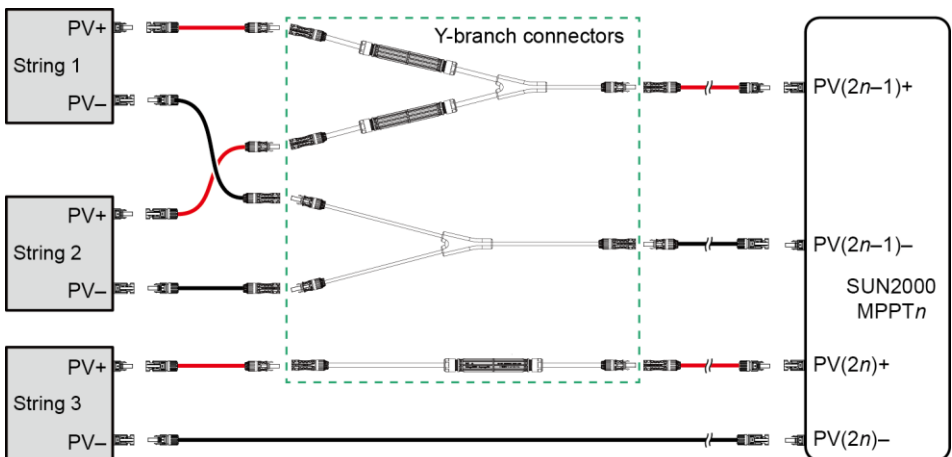 PV+
String 1
PV–
Y-branch connectors
PV(2n–1)+
PV+
String 2
PV–
PV(2n–1)–
SUN2000
MPPTn
PV+
String 3
PV–
PV(2n)+
PV(2n)–